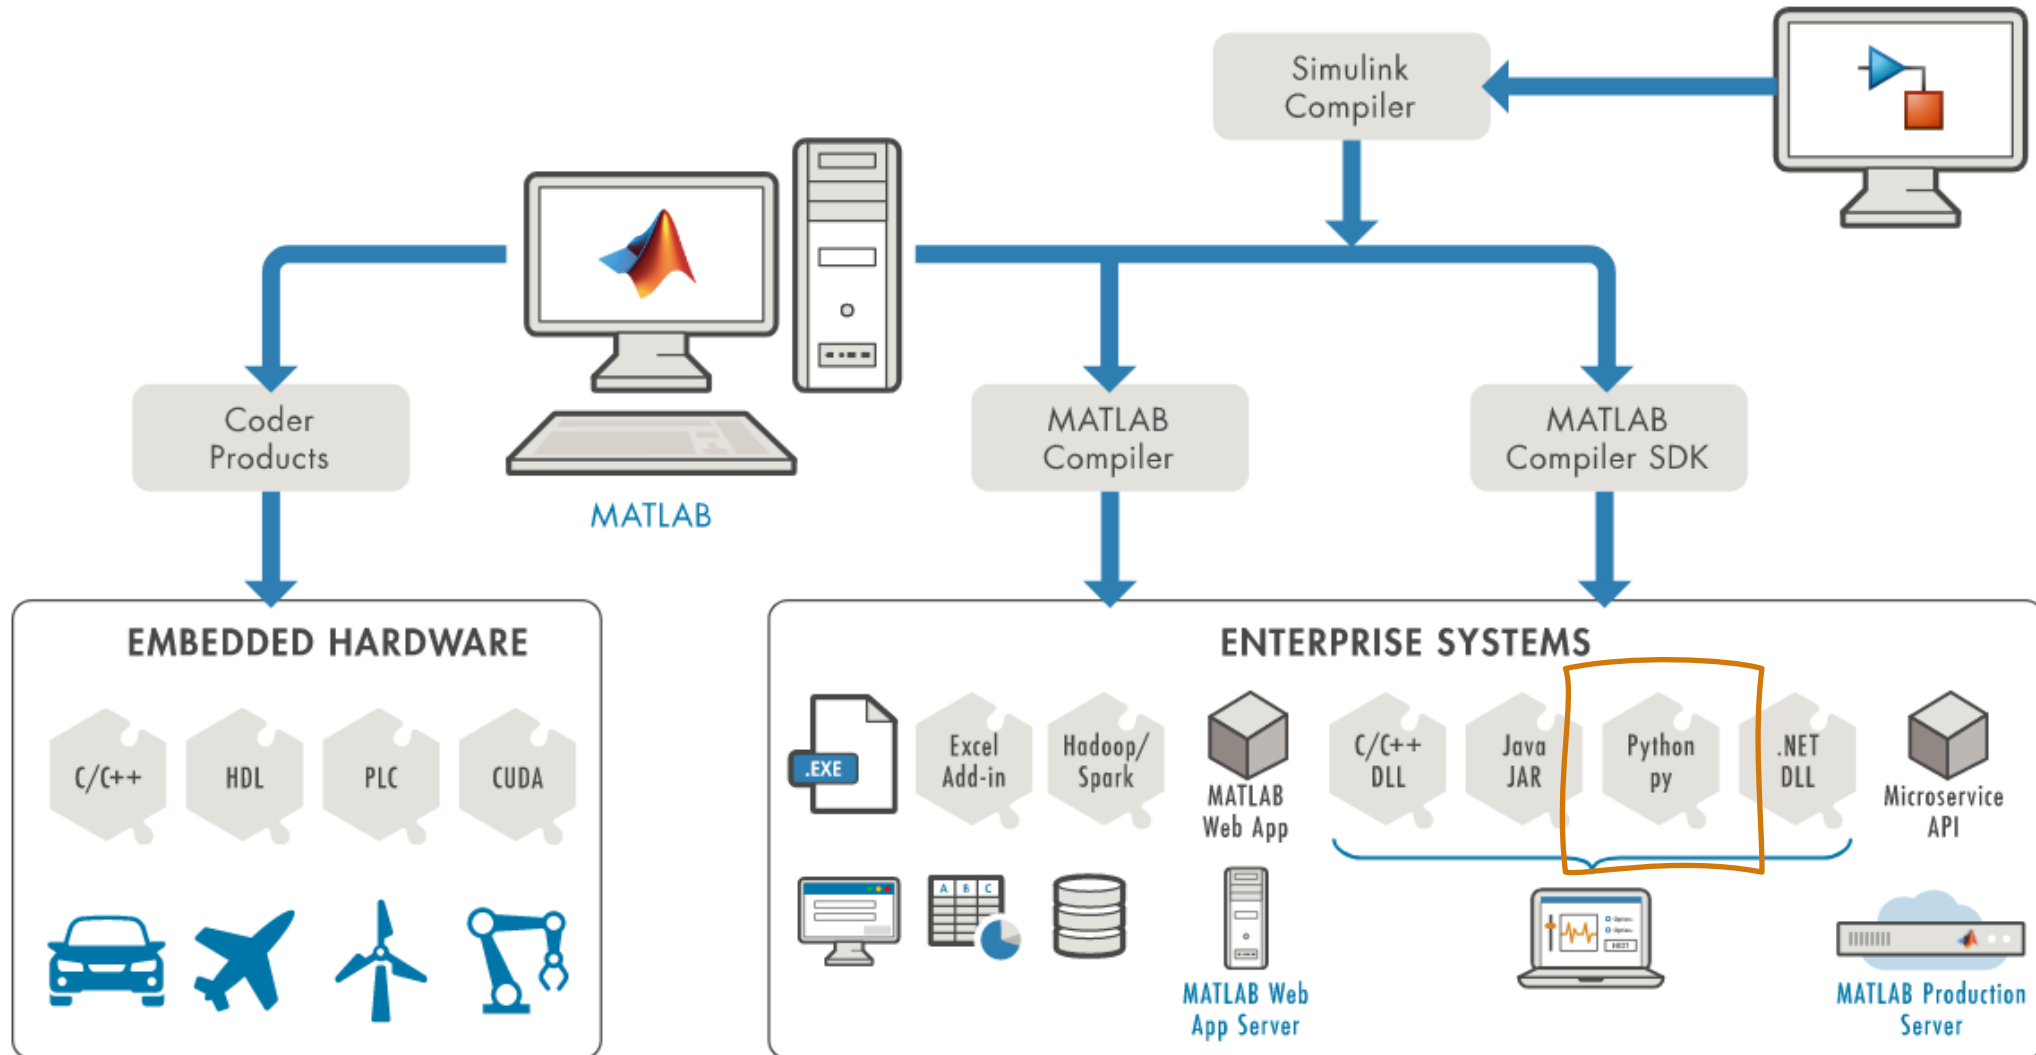 Simulink
Compiler
MATLAB
Coder
Products
MATLAB
Compiler
MATLAB
Compiler SDK
EMBEDDED HARDWARE
C/C++
HDL
PLC
CUDA
ENTERPRISE SYSTEMS
.EXE
Excel
Add-in
Hadoop/
Spark
MATLAB
Web App
C/C++
DLL
Java
JAR
Python
py
.NET
DLL
Microservice
API
A B C
MATLAB Web
App Server
MATLAB Production
Server